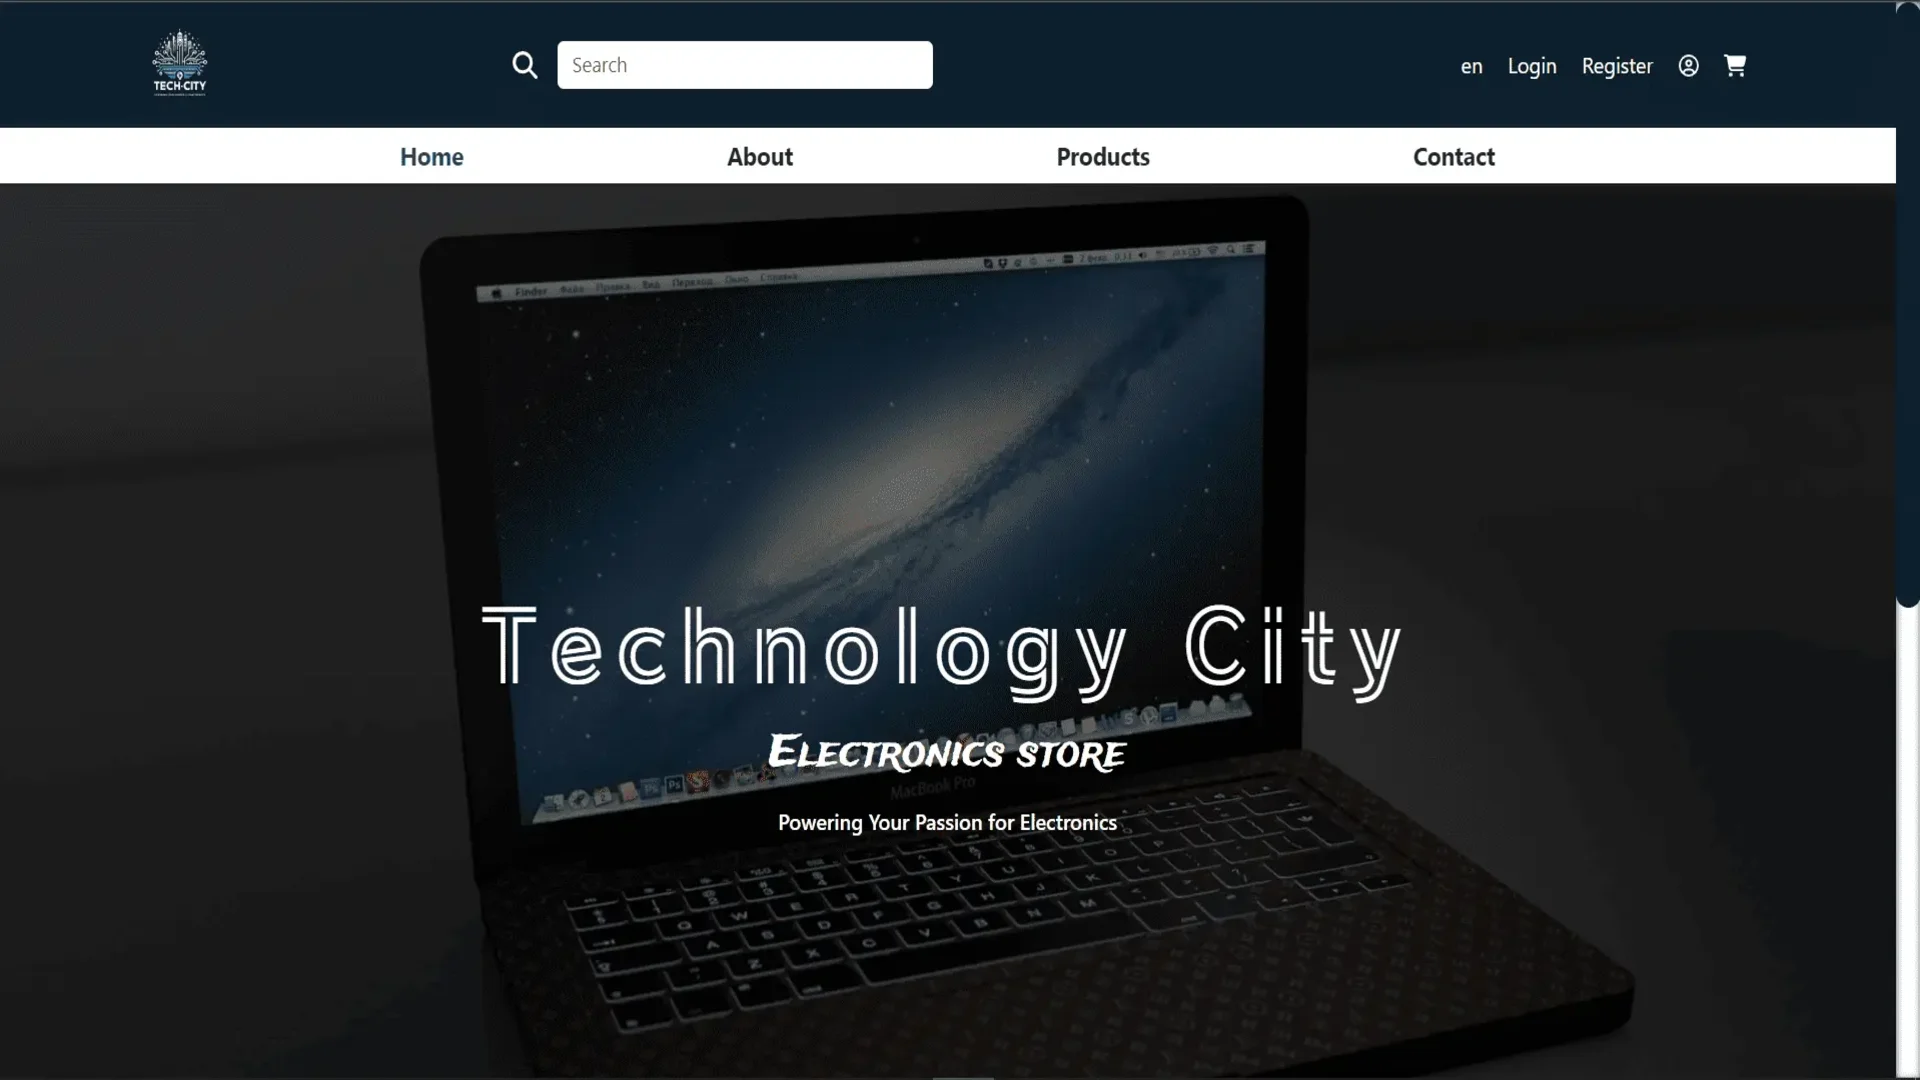 TECH-CITY
Search
en Login Register
Home About Products Contact
Finder Файл Правка Вид Переход Окно Справка
Technology City
Electronics store
MacBook Pro
Powering Your Passion for Electronics